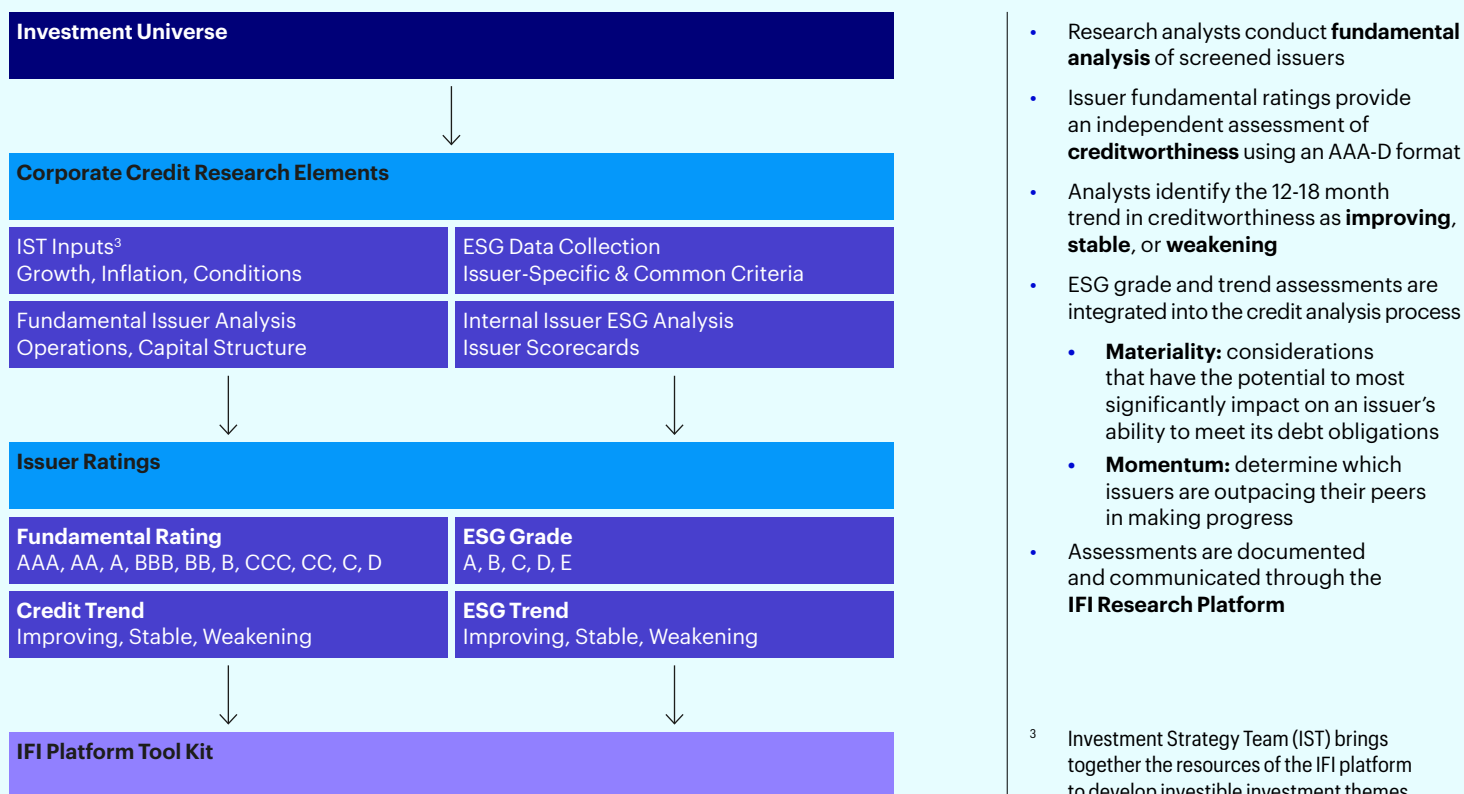 Investment Universe
Corporate Credit Research Elements
IST Inputs³
Growth, Inflation, Conditions
ESG Data Collection
Issuer-Specific & Common Criteria
Fundamental Issuer Analysis
Operations, Capital Structure
Internal Issuer ESG Analysis
Issuer Scorecards
Issuer Ratings
Fundamental Rating
AAA, AA, A, BBB, BB, B, CCC, CC, C, D
ESG Grade
A, B, C, D, E
Credit Trend
Improving, Stable, Weakening
ESG Trend
Improving, Stable, Weakening
IFI Platform Tool Kit
• Research analysts conduct fundamental
analysis of screened issuers
• Issuer fundamental ratings provide
an independent assessment of
creditworthiness using an AAA-D format
• Analysts identify the 12-18 month
trend in creditworthiness as improving,
stable, or weakening
• ESG grade and trend assessments are
integrated into the credit analysis process
• Materiality: considerations
that have the potential to most
significantly impact on an issuer’s
ability to meet its debt obligations
• Momentum: determine which
issuers are outpacing their peers
in making progress
• Assessments are documented
and communicated through the
IFI Research Platform
³ Investment Strategy Team (IST) brings
together the resources of the IFI platform
to develop investible investment themes